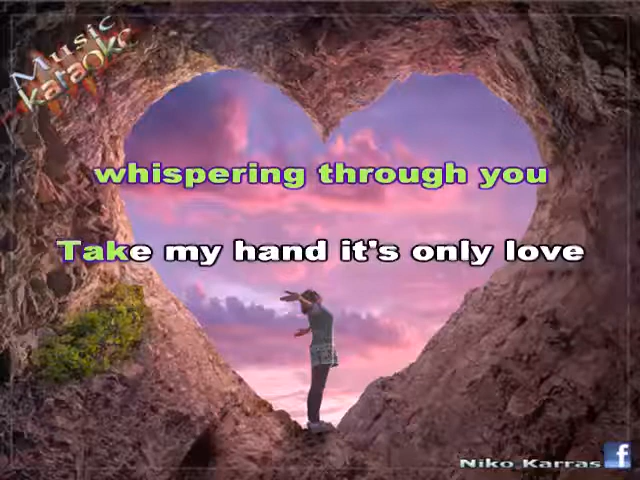 Music
karaoke
whispering through you
Take my hand it's only love
Niko Karras f